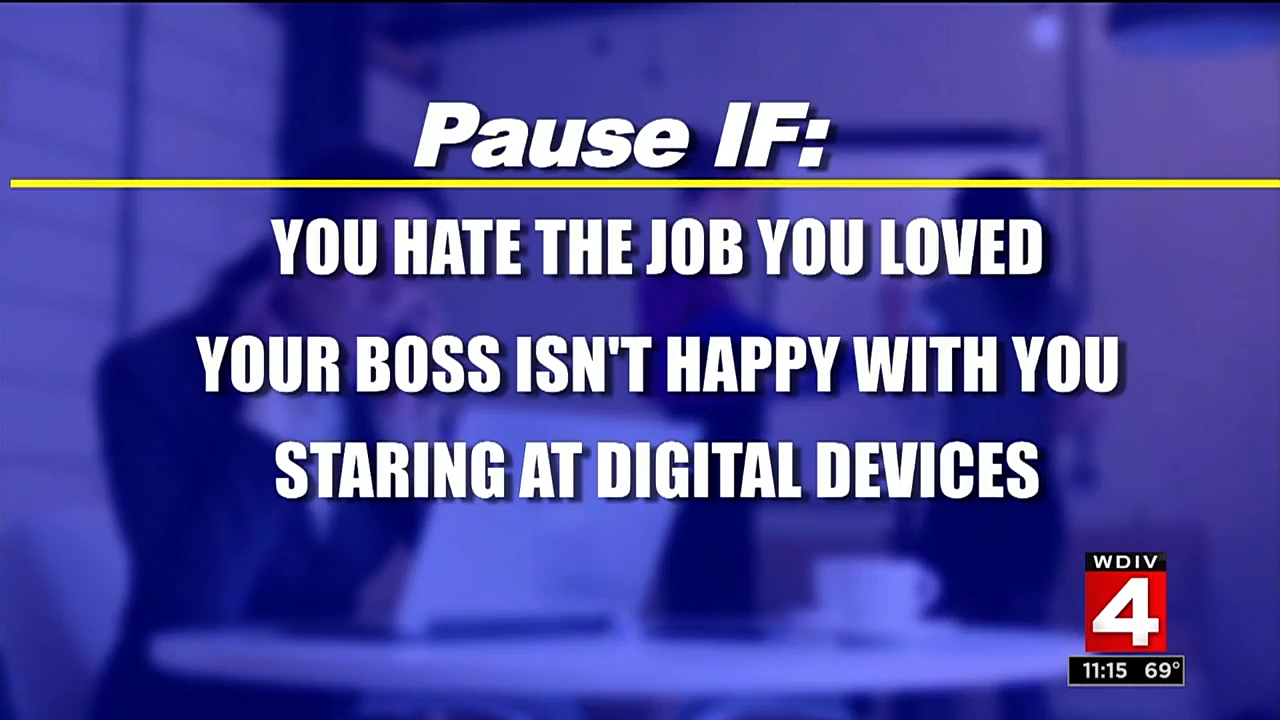 Pause IF:
YOU HATE THE JOB YOU LOVED
YOUR BOSS ISN'T HAPPY WITH YOU
STARING AT DIGITAL DEVICES
WDIV
4
11:15 69°